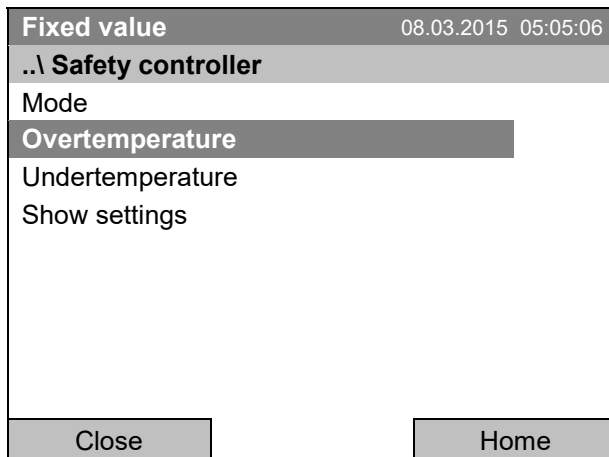 Fixed value 08.03.2015 05:05:06
..\ Safety controller
Mode
Overtemperature
Undertemperature
Show settings
Close Home